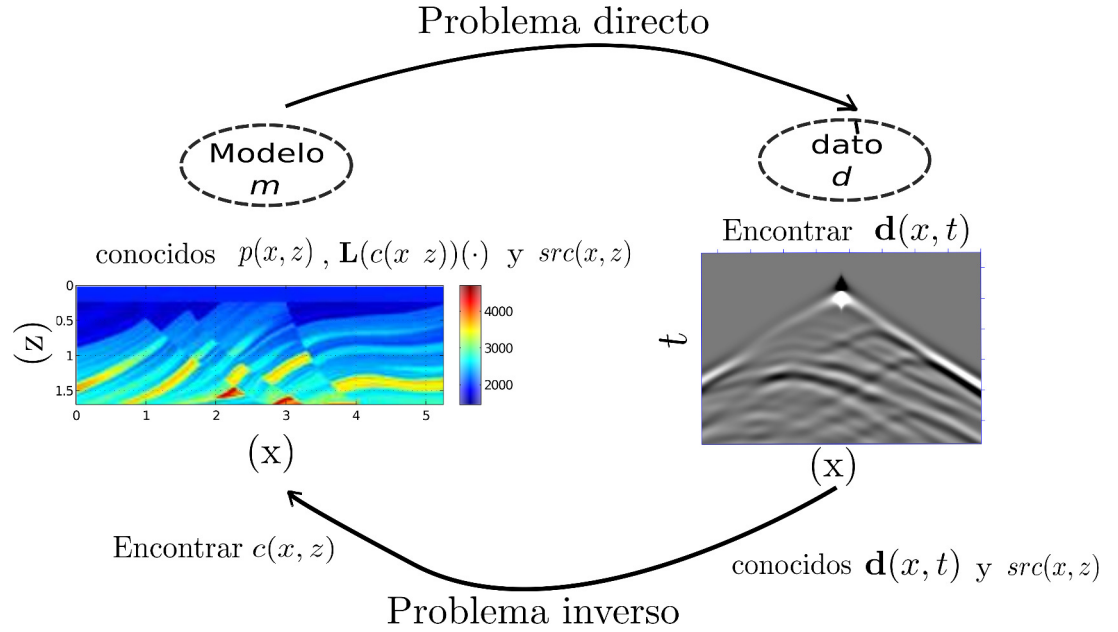 Problema directo
Modelo
m
dato
d
Encontrar d(x, t)
conocidos p(x, z) , L(c(x z))(·) y src(x, z)
0
0.5
1
1.5
(z)
0 1 2 3 4 5
4000
3000
2000
(x)
t
(x)
Encontrar c(x, z)
conocidos d(x, t) y src(x, z)
Problema inverso